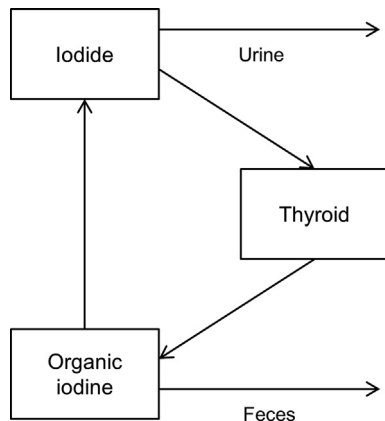 Iodide
Urine
Thyroid
Organic
iodine
Feces